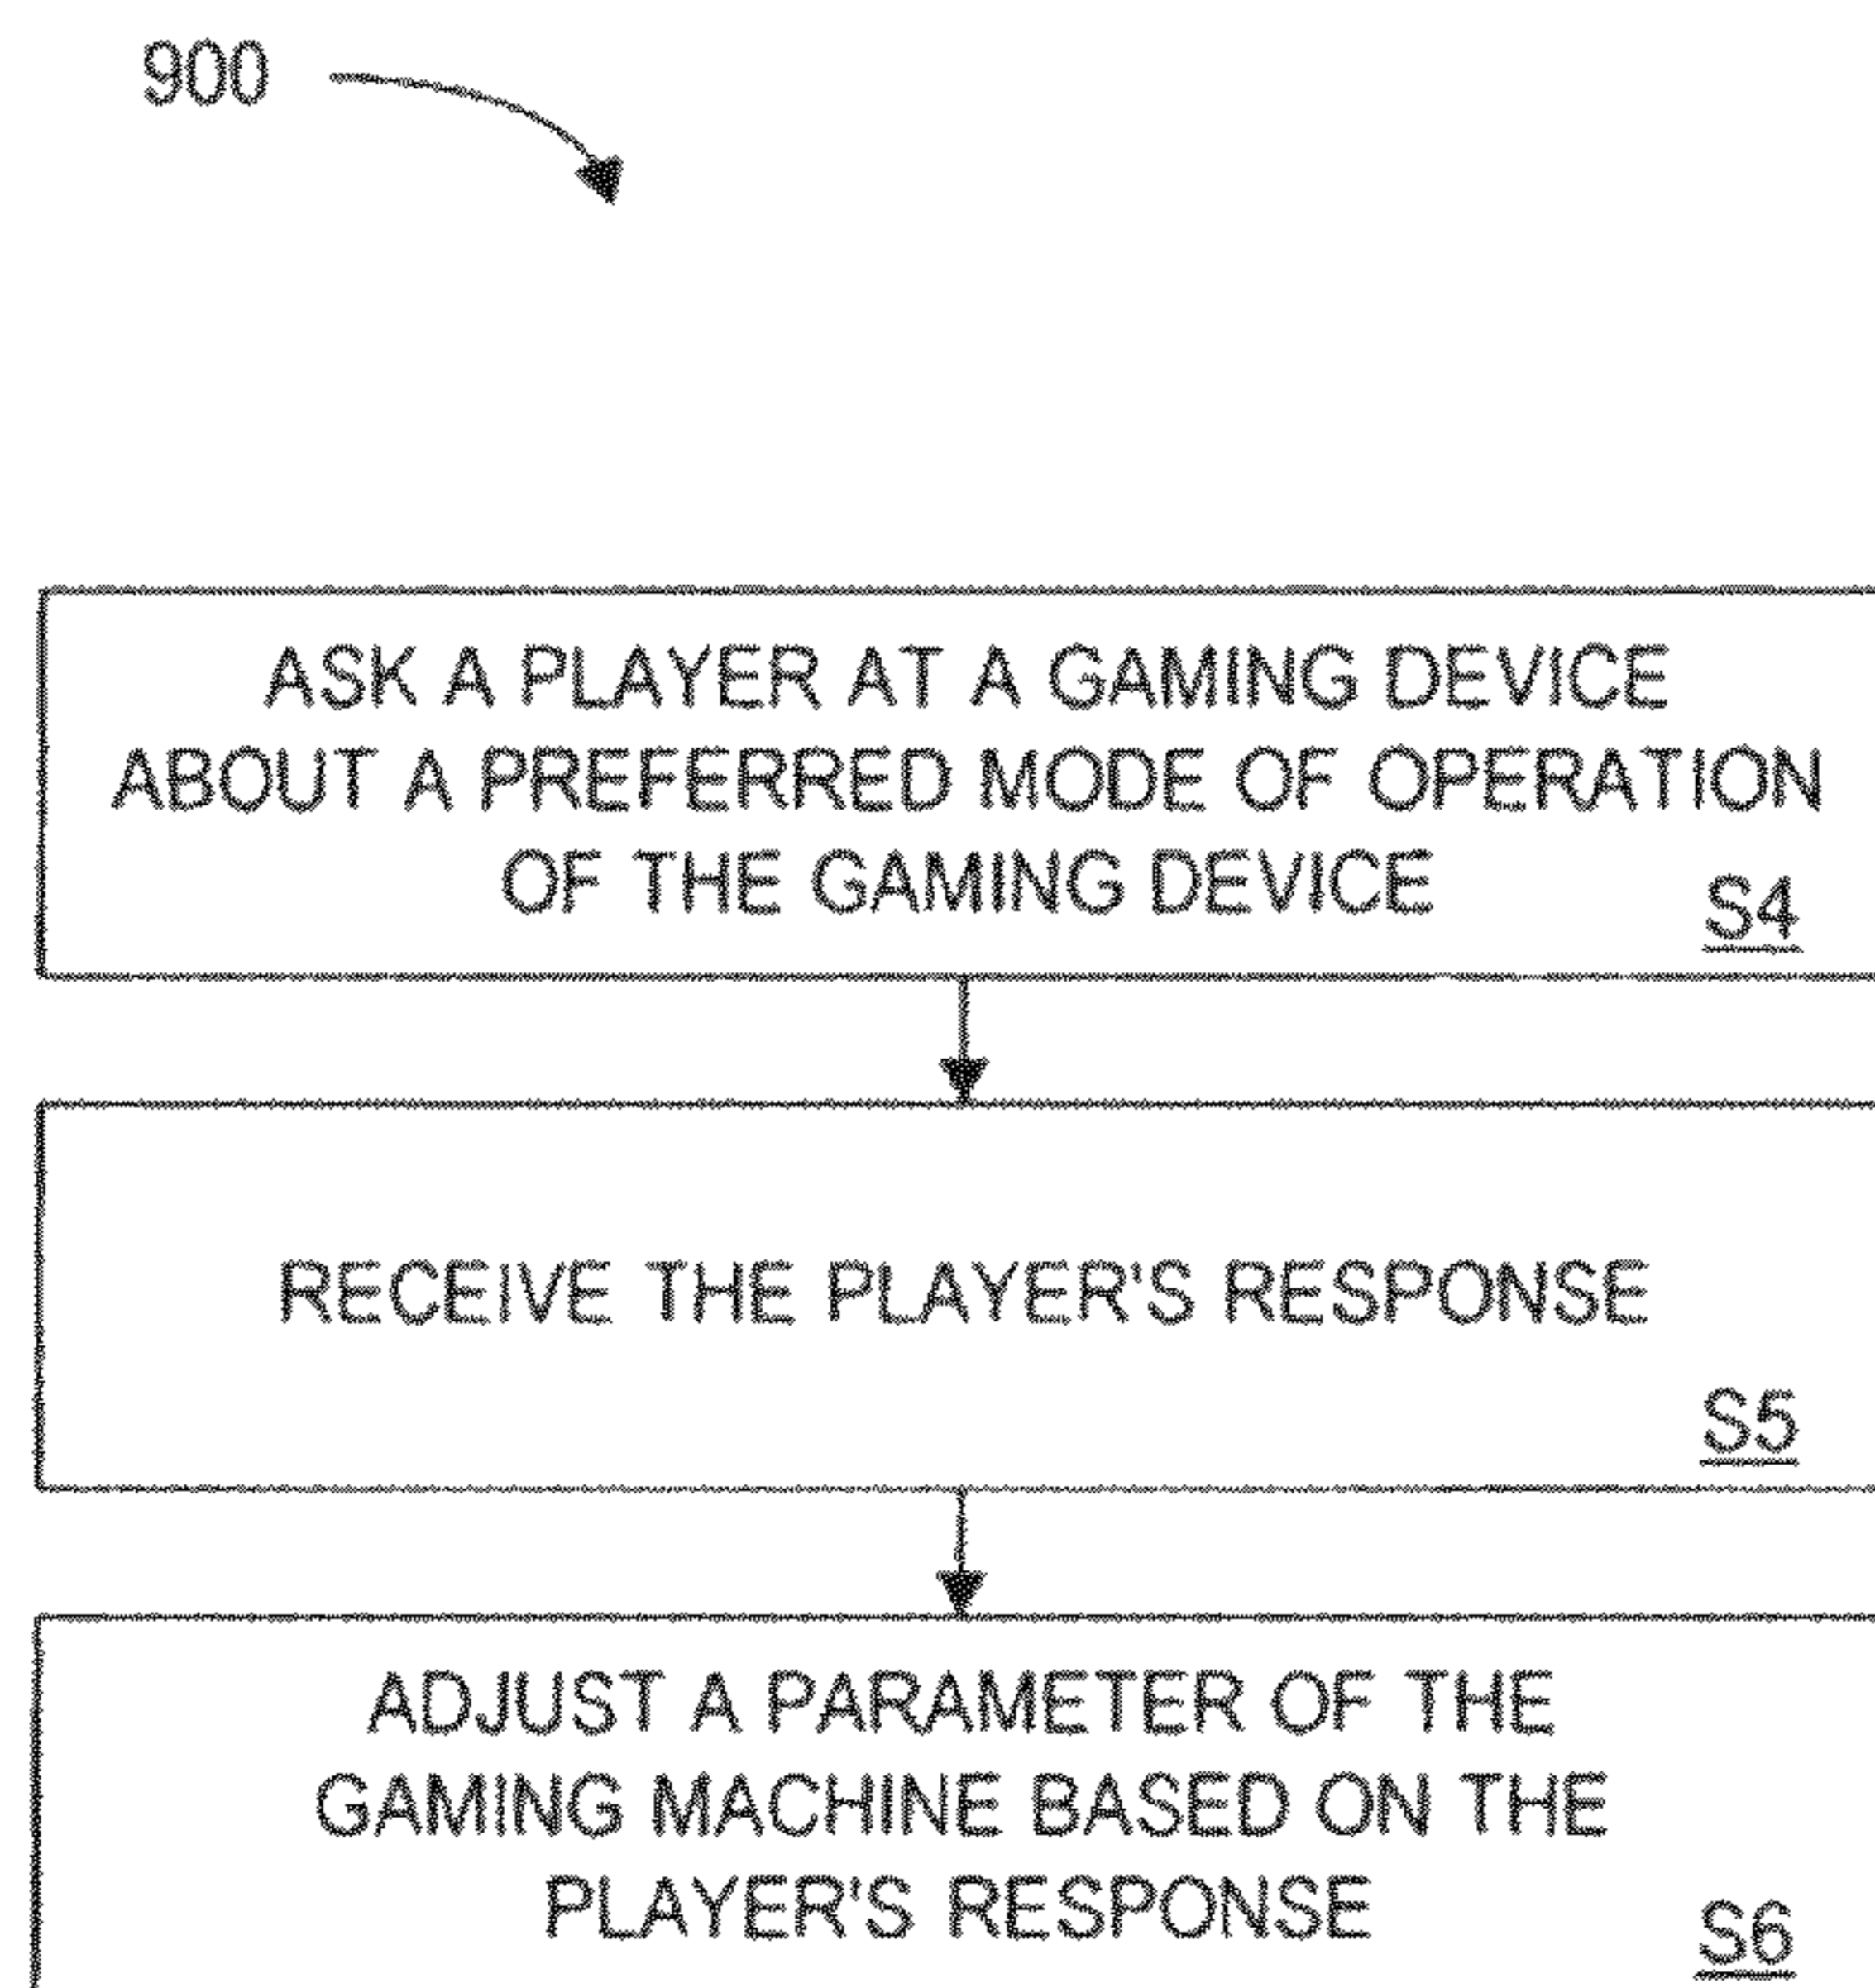 900
ASK A PLAYER AT A GAMING DEVICE
ABOUT A PREFERRED MODE OF OPERATION
OF THE GAMING DEVICE
S4
RECEIVE THE PLAYER'S RESPONSE
S5
ADJUST A PARAMETER OF THE
GAMING MACHINE BASED ON THE
PLAYER'S RESPONSE
S6